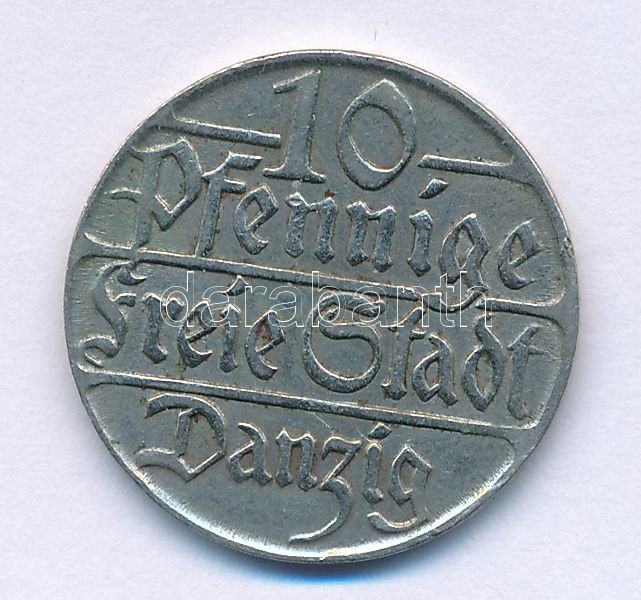 10
Pfennige
darabanth
Freie Stadt
Danzig